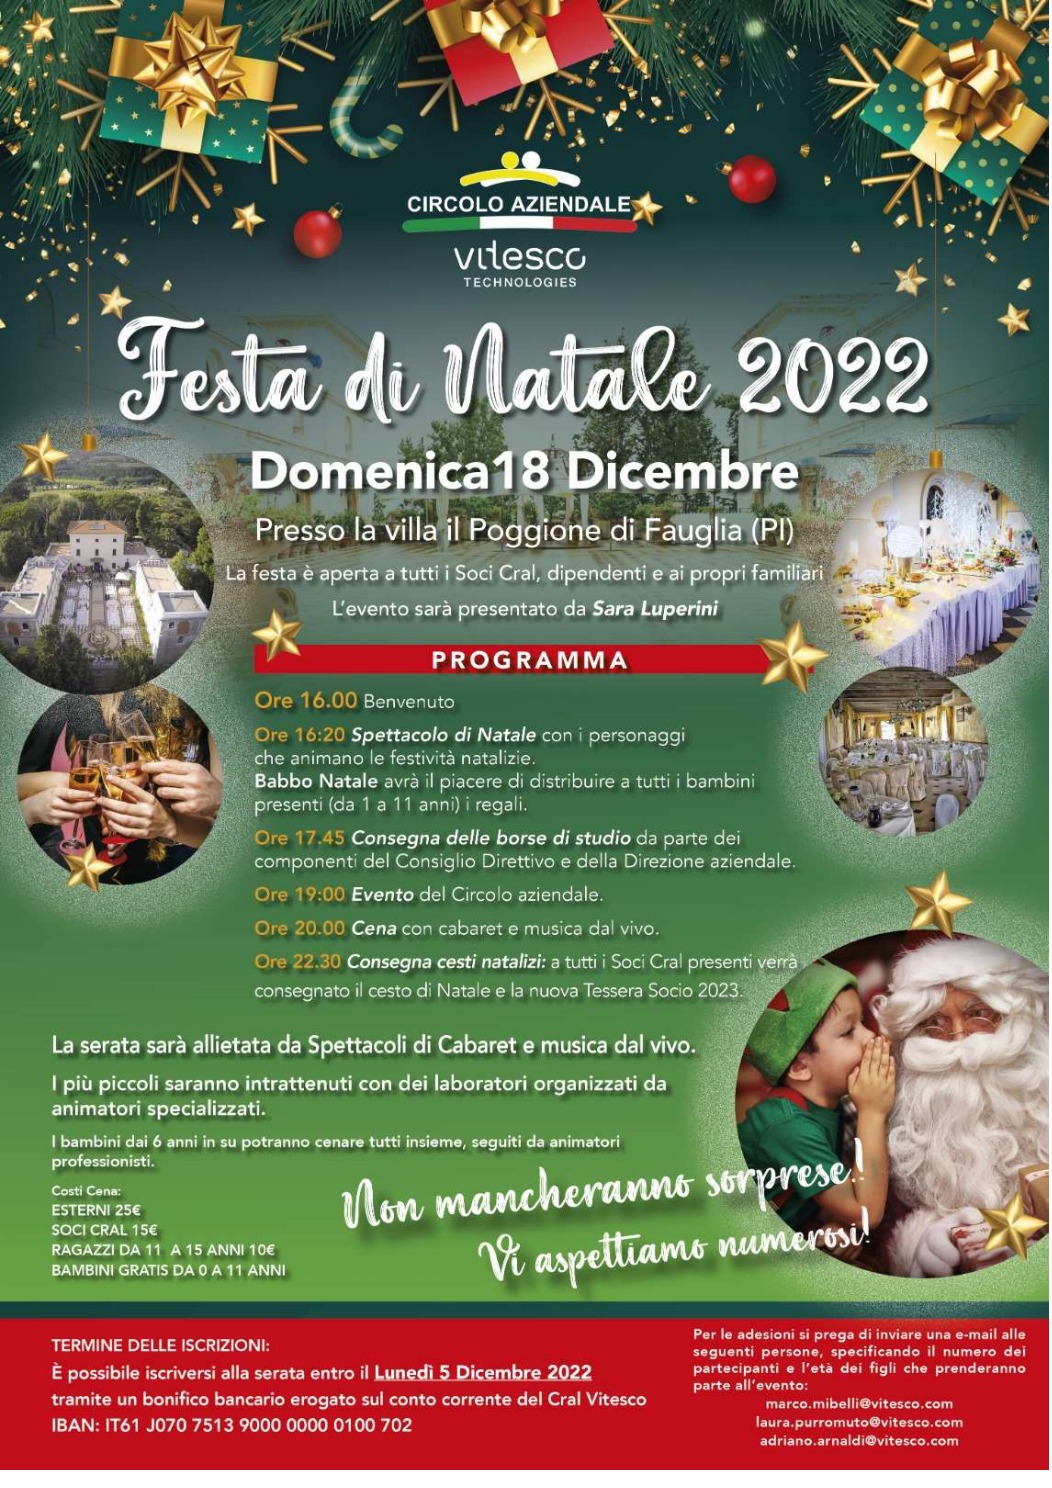 CIRCOLO AZIENDALE
vitesco
TECHNOLOGIES
Festa di Natale 2022
Domenica18 Dicembre
Presso la villa il Poggione di Fauglia (PI)
La festa è aperta a tutti i Soci Cral, dipendenti e ai propri familiari
L'evento sarà presentato da Sara Luperini
PROGRAMMA
Ore 16.00 Benvenuto
Ore 16:20 Spettacolo di Natale con i personaggi
che animano le festività natalizie.
Babbo Natale avrà il piacere di distribuire a tutti i bambini
presenti (da 1 a 11 anni) i regali.
Ore 17.45 Consegna delle borse di studio da parte dei
componenti del Consiglio Direttivo e della Direzione aziendale.
Ore 19:00 Evento del Circolo aziendale.
Ore 20.00 Cena con cabaret e musica dal vivo.
Ore 22.30 Consegna cesti natalizi: a tutti i Soci Cral presenti verrà
consegnato il cesto di Natale e la nuova Tessera Socio 2023.
La serata sarà allietata da Spettacoli di Cabaret e musica dal vivo.
I più piccoli saranno intrattenuti con dei laboratori organizzati da
animatori specializzati.
I bambini dai 6 anni in su potranno cenare tutti insieme, seguiti da animatori
professionisti.
Costi Cena:
ESTERNI 25€
SOCI CRAL 15€
RAGAZZI DA 11 A 15 ANNI 10€
BAMBINI GRATIS DA 0 A 11 ANNI
Non mancheranno sorprese!
Vi aspettiamo numerosi!
TERMINE DELLE ISCRIZIONI:
È possibile iscriversi alla serata entro il Lunedì 5 Dicembre 2022
tramite un bonifico bancario erogato sul conto corrente del Cral Vitesco
IBAN: IT61 J070 7513 9000 0000 0100 702
Per le adesioni si prega di inviare una e-mail alle
seguenti persone, specificando il numero dei
partecipanti e l'età dei figli che prenderanno
parte all'evento:
marco.mibelli@vitesco.com
laura.purromuto@vitesco.com
adriano.arnaldi@vitesco.com